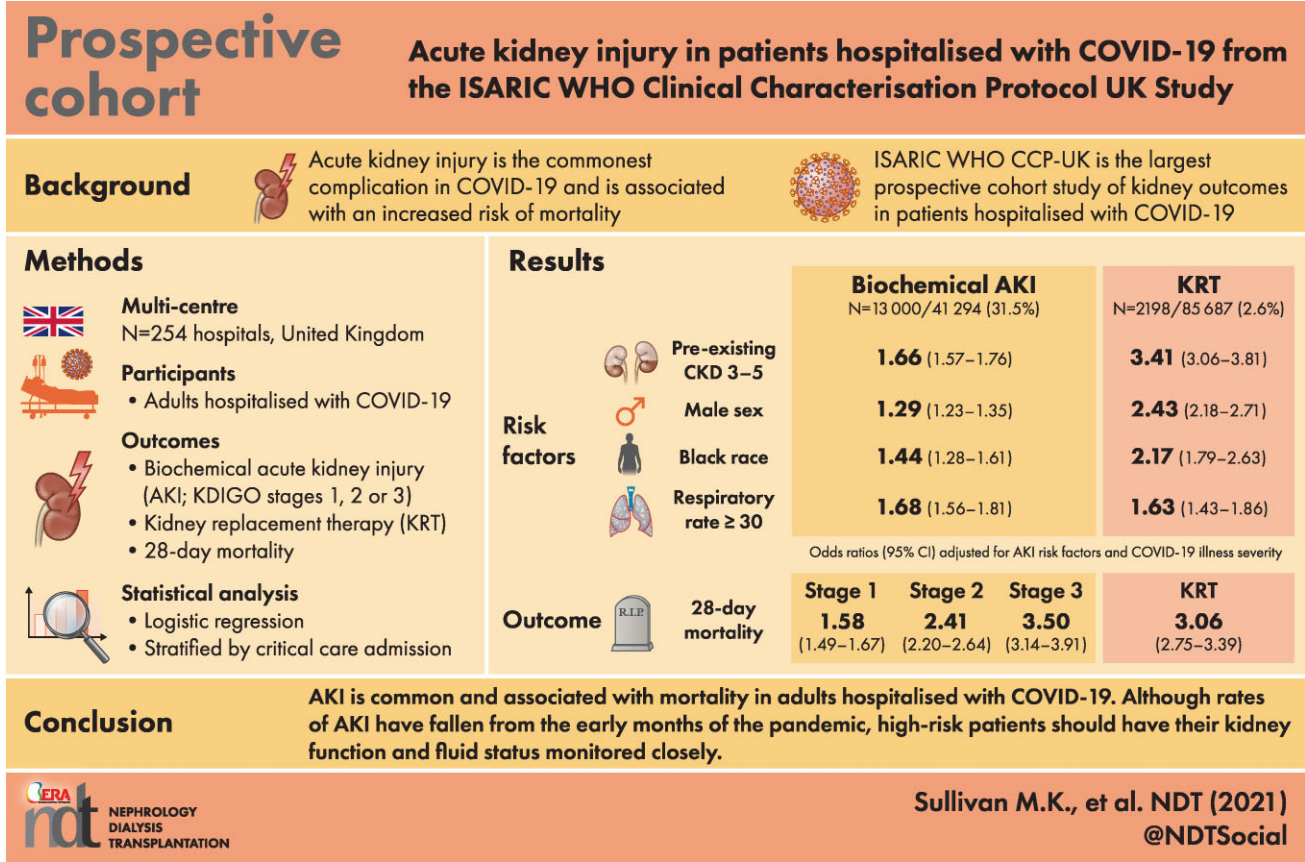 Prospective
cohort
Acute kidney injury in patients hospitalised with COVID-19 from
the ISARIC WHO Clinical Characterisation Protocol UK Study
Background
Acute kidney injury is the commonest
complication in COVID-19 and is associated
with an increased risk of mortality
ISARIC WHO CCP-UK is the largest
prospective cohort study of kidney outcomes
in patients hospitalised with COVID-19
Methods
Multi-centre
N=254 hospitals, United Kingdom
Participants
• Adults hospitalised with COVID-19
Outcomes
• Biochemical acute kidney injury
(AKI; KDIGO stages 1, 2 or 3)
• Kidney replacement therapy (KRT)
• 28-day mortality
Statistical analysis
• Logistic regression
• Stratified by critical care admission
Results
Biochemical AKI
N=13 000/41 294 (31.5%)
KRT
N=2198/85 687 (2.6%)
Risk
factors
Pre-existing
CKD 3–5
1.66 (1.57–1.76)
3.41 (3.06–3.81)
Male sex
1.29 (1.23–1.35)
2.43 (2.18–2.71)
Black race
1.44 (1.28–1.61)
2.17 (1.79–2.63)
Respiratory
rate ≥ 30
1.68 (1.56–1.81)
1.63 (1.43–1.86)
Odds ratios (95% CI) adjusted for AKI risk factors and COVID-19 illness severity
Outcome
R.I.P.
28-day
mortality
Stage 1
1.58
(1.49–1.67)
Stage 2
2.41
(2.20–2.64)
Stage 3
3.50
(3.14–3.91)
KRT
3.06
(2.75–3.39)
Conclusion
AKI is common and associated with mortality in adults hospitalised with COVID-19. Although rates
of AKI have fallen from the early months of the pandemic, high-risk patients should have their kidney
function and fluid status monitored closely.
ERA
ndt
NEPHROLOGY
DIALYSIS
TRANSPLANTATION
Sullivan M.K., et al. NDT (2021)
@NDTSocial